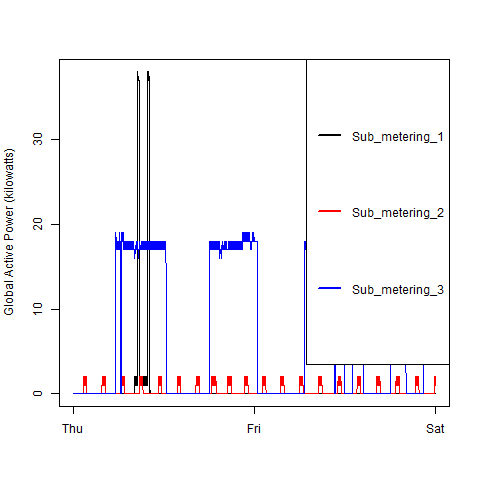 Global Active Power (kilowatts)
30
20
10
0
Sub_metering_1
Sub_metering_2
Sub_metering_3
Thu
Fri
Sat